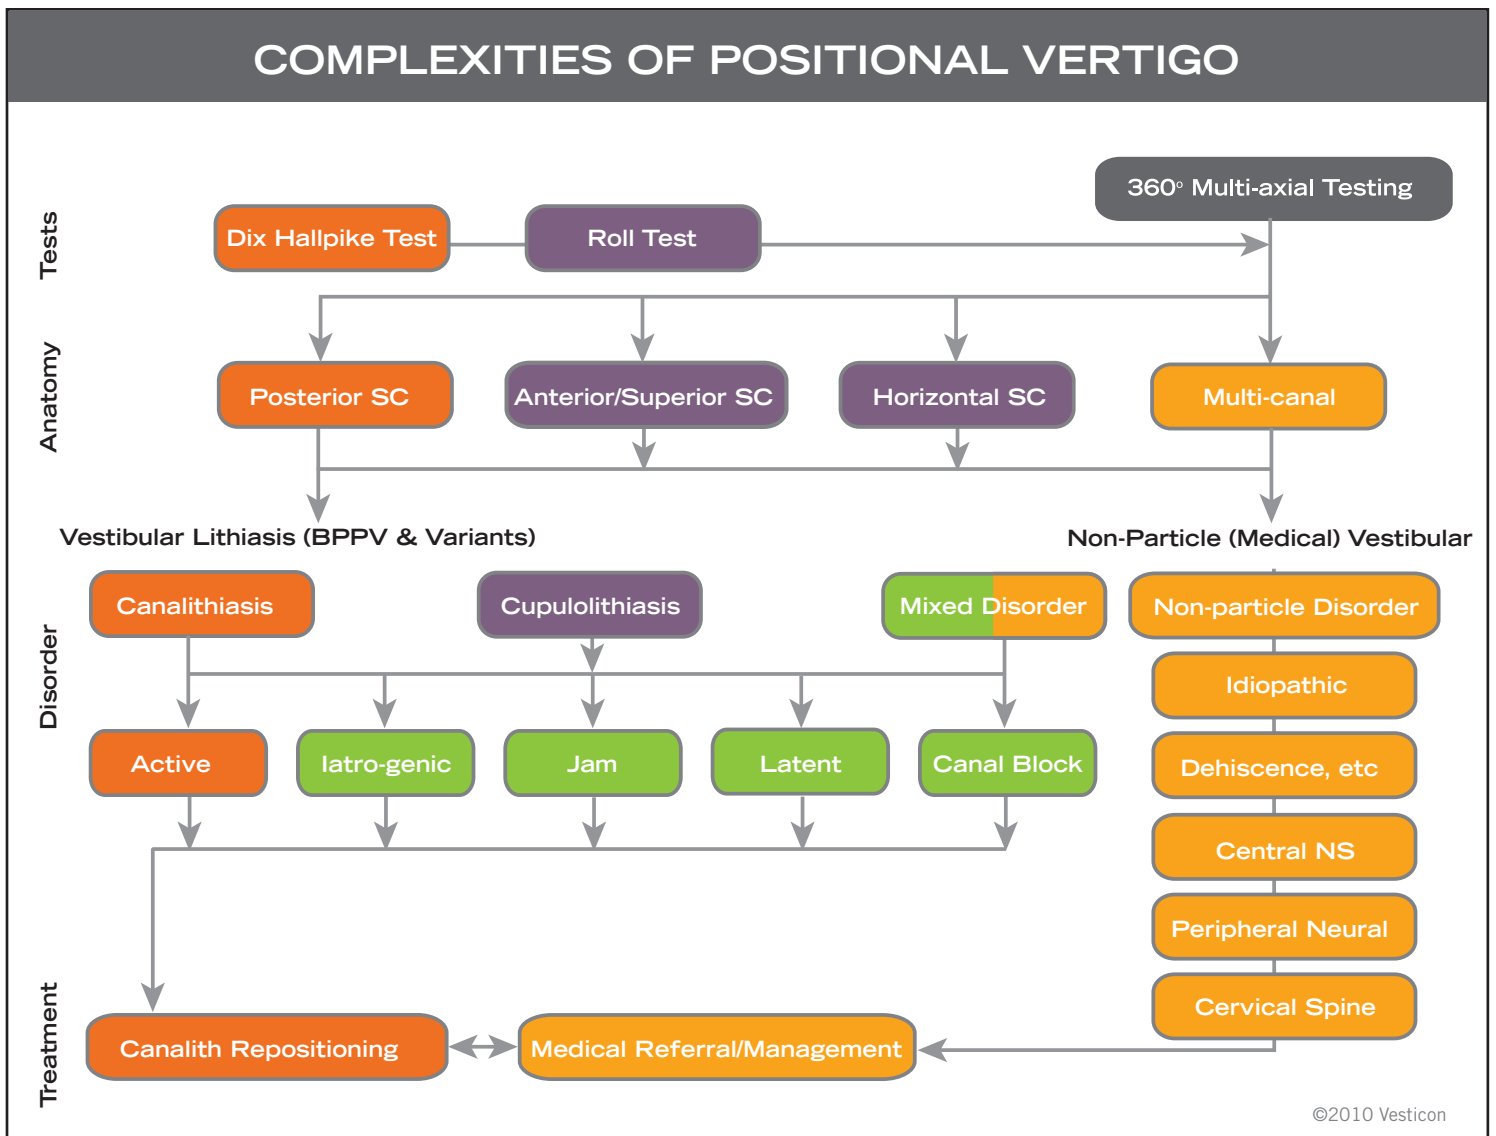 COMPLEXITIES OF POSITIONAL VERTIGO
Tests
360° Multi-axial Testing
Dix Hallpike Test
Roll Test
Anatomy
Posterior SC
Anterior/Superior SC
Horizontal SC
Multi-canal
Vestibular Lithiasis (BPPV & Variants)
Non-Particle (Medical) Vestibular
Disorder
Canalithiasis
Cupulolithiasis
Mixed Disorder
Non-particle Disorder
Idiopathic
Active
Iatro-genic
Jam
Latent
Canal Block
Dehiscence, etc
Central NS
Peripheral Neural
Cervical Spine
Treatment
Canalith Repositioning
Medical Referral/Management
©2010 Vesticon